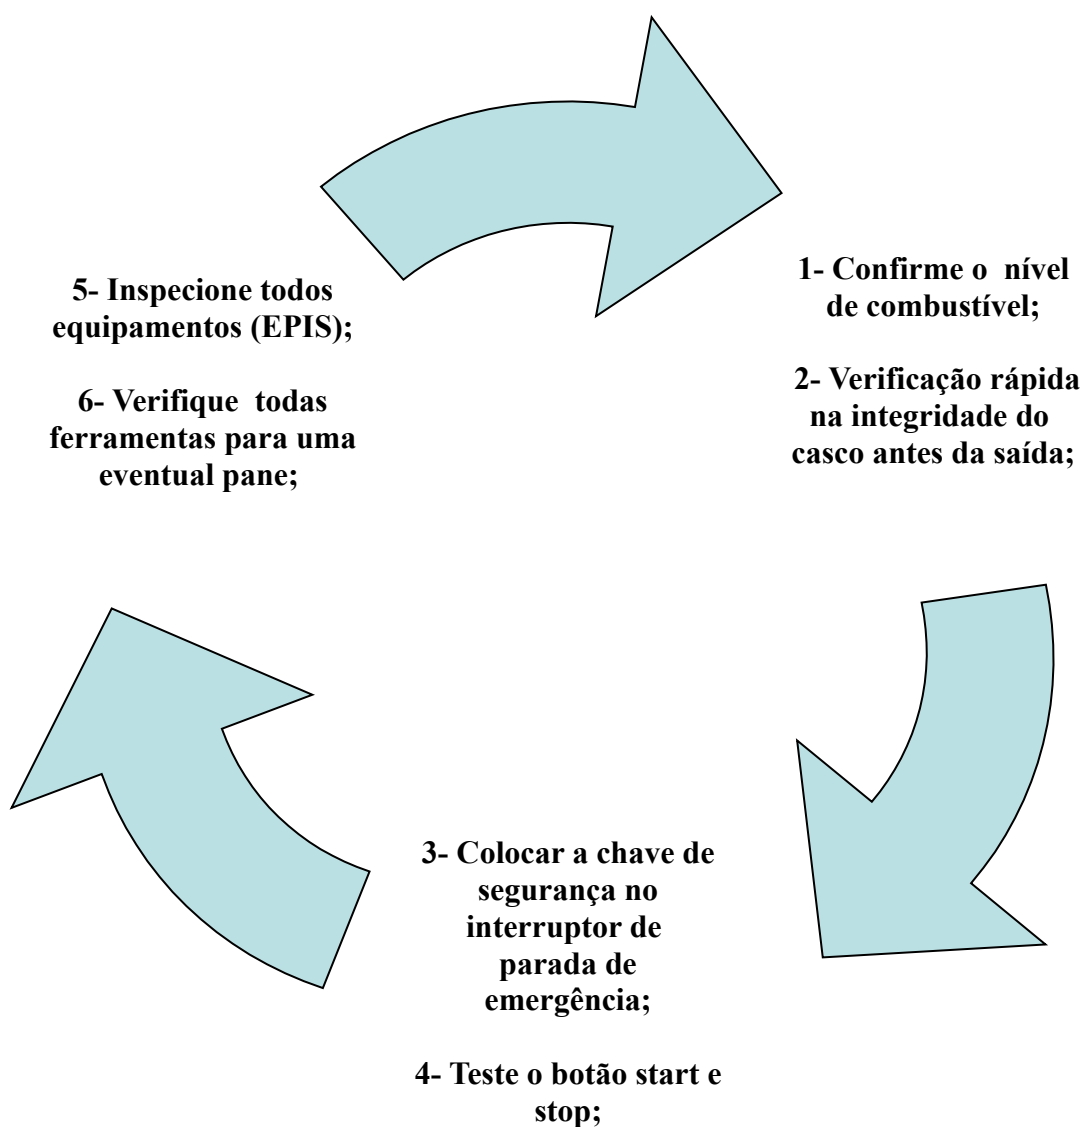 1- Confirme o nível
de combustível;
2- Verificação rápida
na integridade do
casco antes da saída;
3- Colocar a chave de
segurança no
interruptor de
parada de
emergência;
4- Teste o botão start e
stop;
5- Inspecione todos
equipamentos (EPIS);
6- Verifique todas
ferramentas para uma
eventual pane;